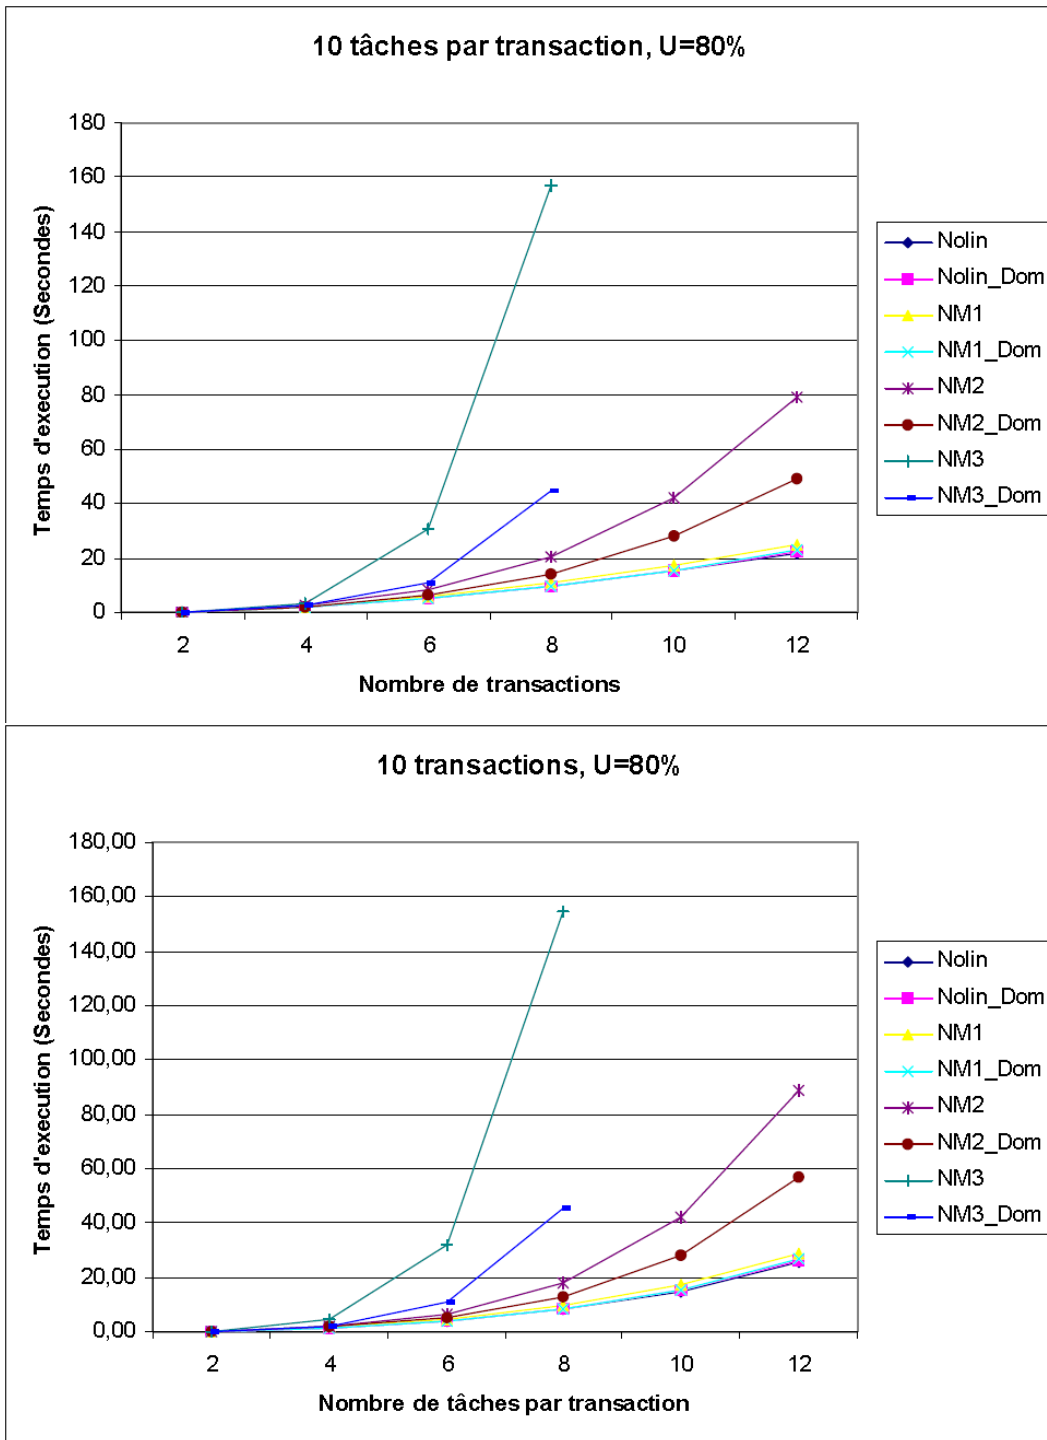 10 tâches par transaction, U=80%
180
160
140
120
100
80
60
40
20
0
Temps d'execution (Secondes)
2 4 6 8 10 12
Nombre de transactions
Nolin
Nolin_Dom
NM1
NM1_Dom
NM2
NM2_Dom
NM3
NM3_Dom
10 transactions, U=80%
180,00
160,00
140,00
120,00
100,00
80,00
60,00
40,00
20,00
0,00
Temps d'execution (Secondes)
2 4 6 8 10 12
Nombre de tâches par transaction
Nolin
Nolin_Dom
NM1
NM1_Dom
NM2
NM2_Dom
NM3
NM3_Dom